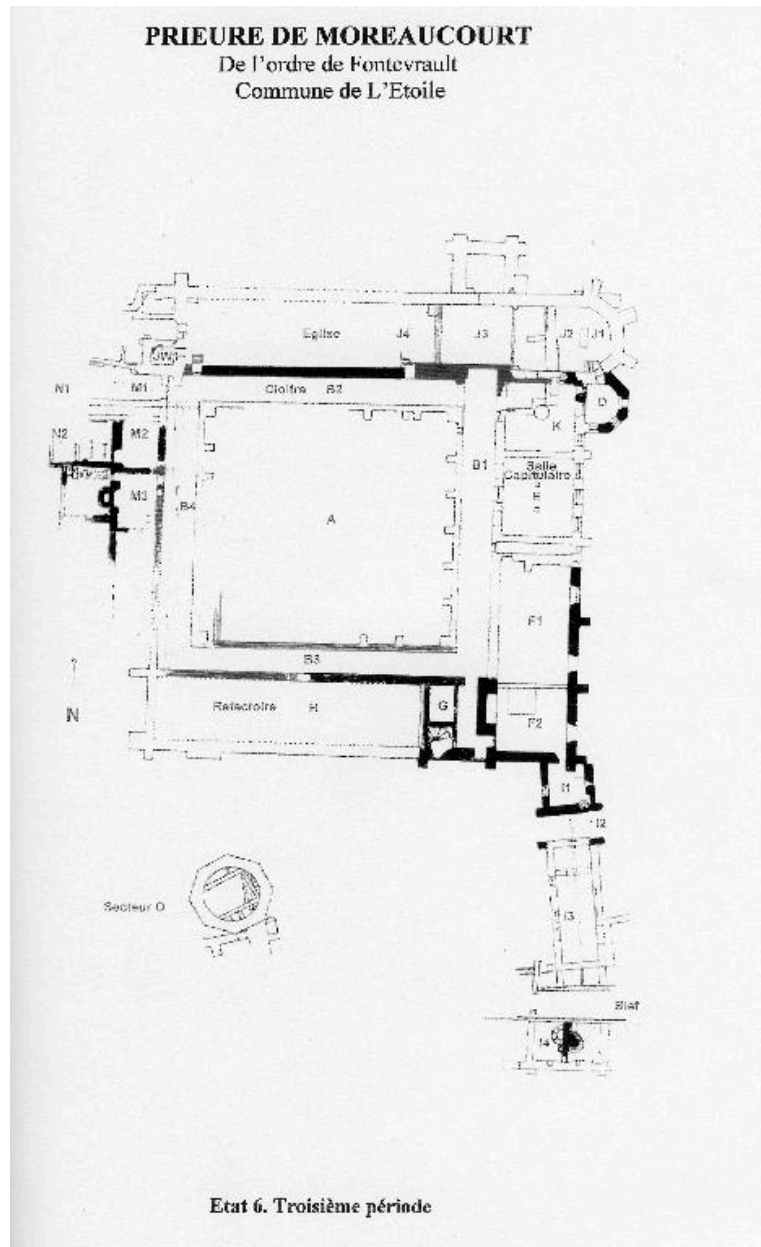 PRIEURE DE MOREAUCOURT
De l'ordre de Fontevrault
Commune de L'Etoile
Eglise J4 J3 J2 J1
N1 M1 Cloître B2 D
N2 M2 K
B1 Salle
Capitulaire
M3 B4 E
A
F1
B3
N
Refectoire H G F2
I1
I2
Secteur O I3
Bief
I4
Etat 6. Troisième période